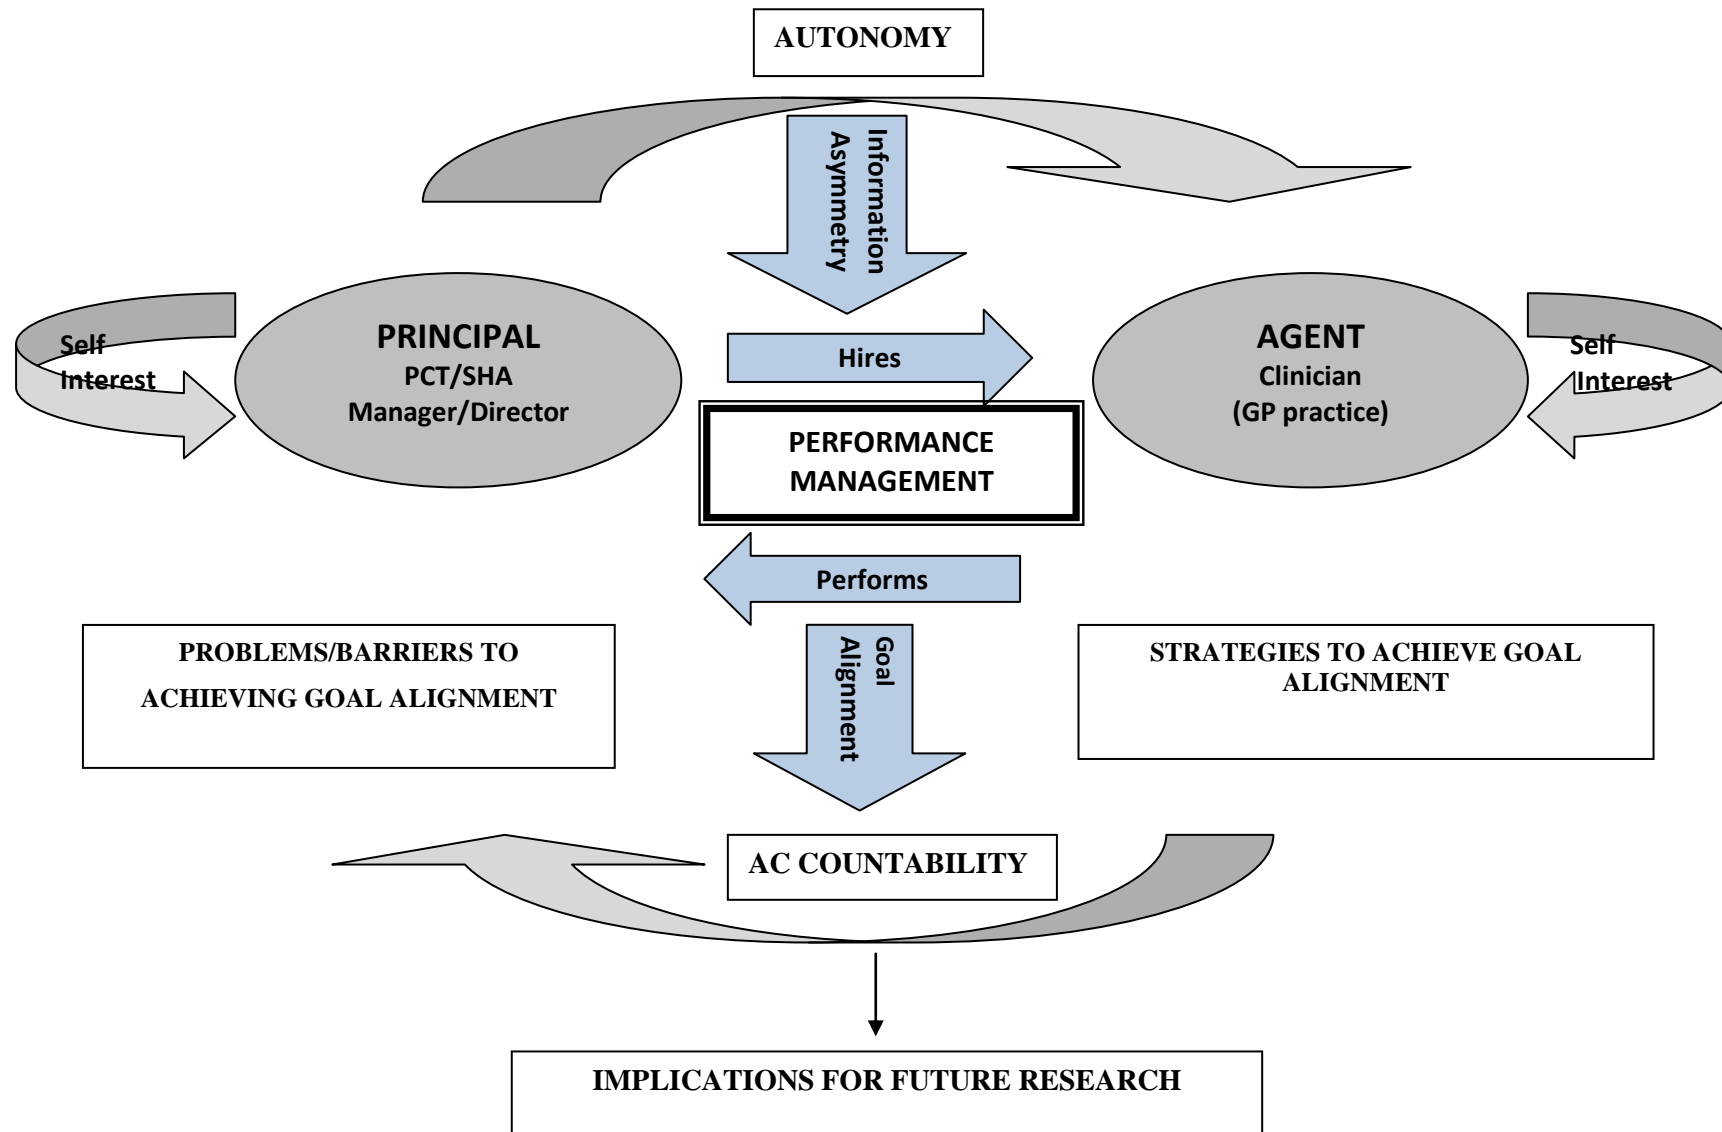 AUTONOMY
Information
Asymmetry
Self
Interest
PRINCIPAL
PCT/SHA
Manager/Director
Hires
AGENT
Clinician
(GP practice)
Self
Interest
PERFORMANCE
MANAGEMENT
Performs
PROBLEMS/BARRIERS TO
ACHIEVING GOAL ALIGNMENT
Goal
Alignment
STRATEGIES TO ACHIEVE GOAL
ALIGNMENT
AC COUNTABILITY
IMPLICATIONS FOR FUTURE RESEARCH